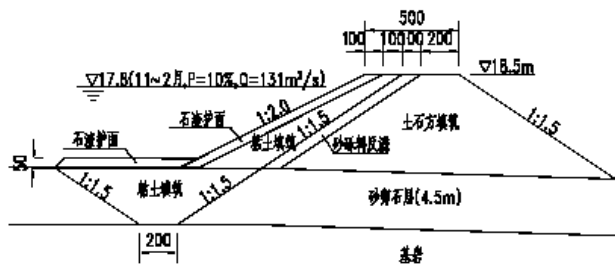 500
100 100 100 200
▽17.8(11~2月,P=10%,Q=131m³/s)
▽18.5m
石渣护面
1:2.0
石渣护面
粘土填筑
1:1.5
砂砾料反滤
土石方填筑
1:1.5
50
1:1.5
粘土填筑
1:1.5
砂卵石层(4.5m)
200
基岩